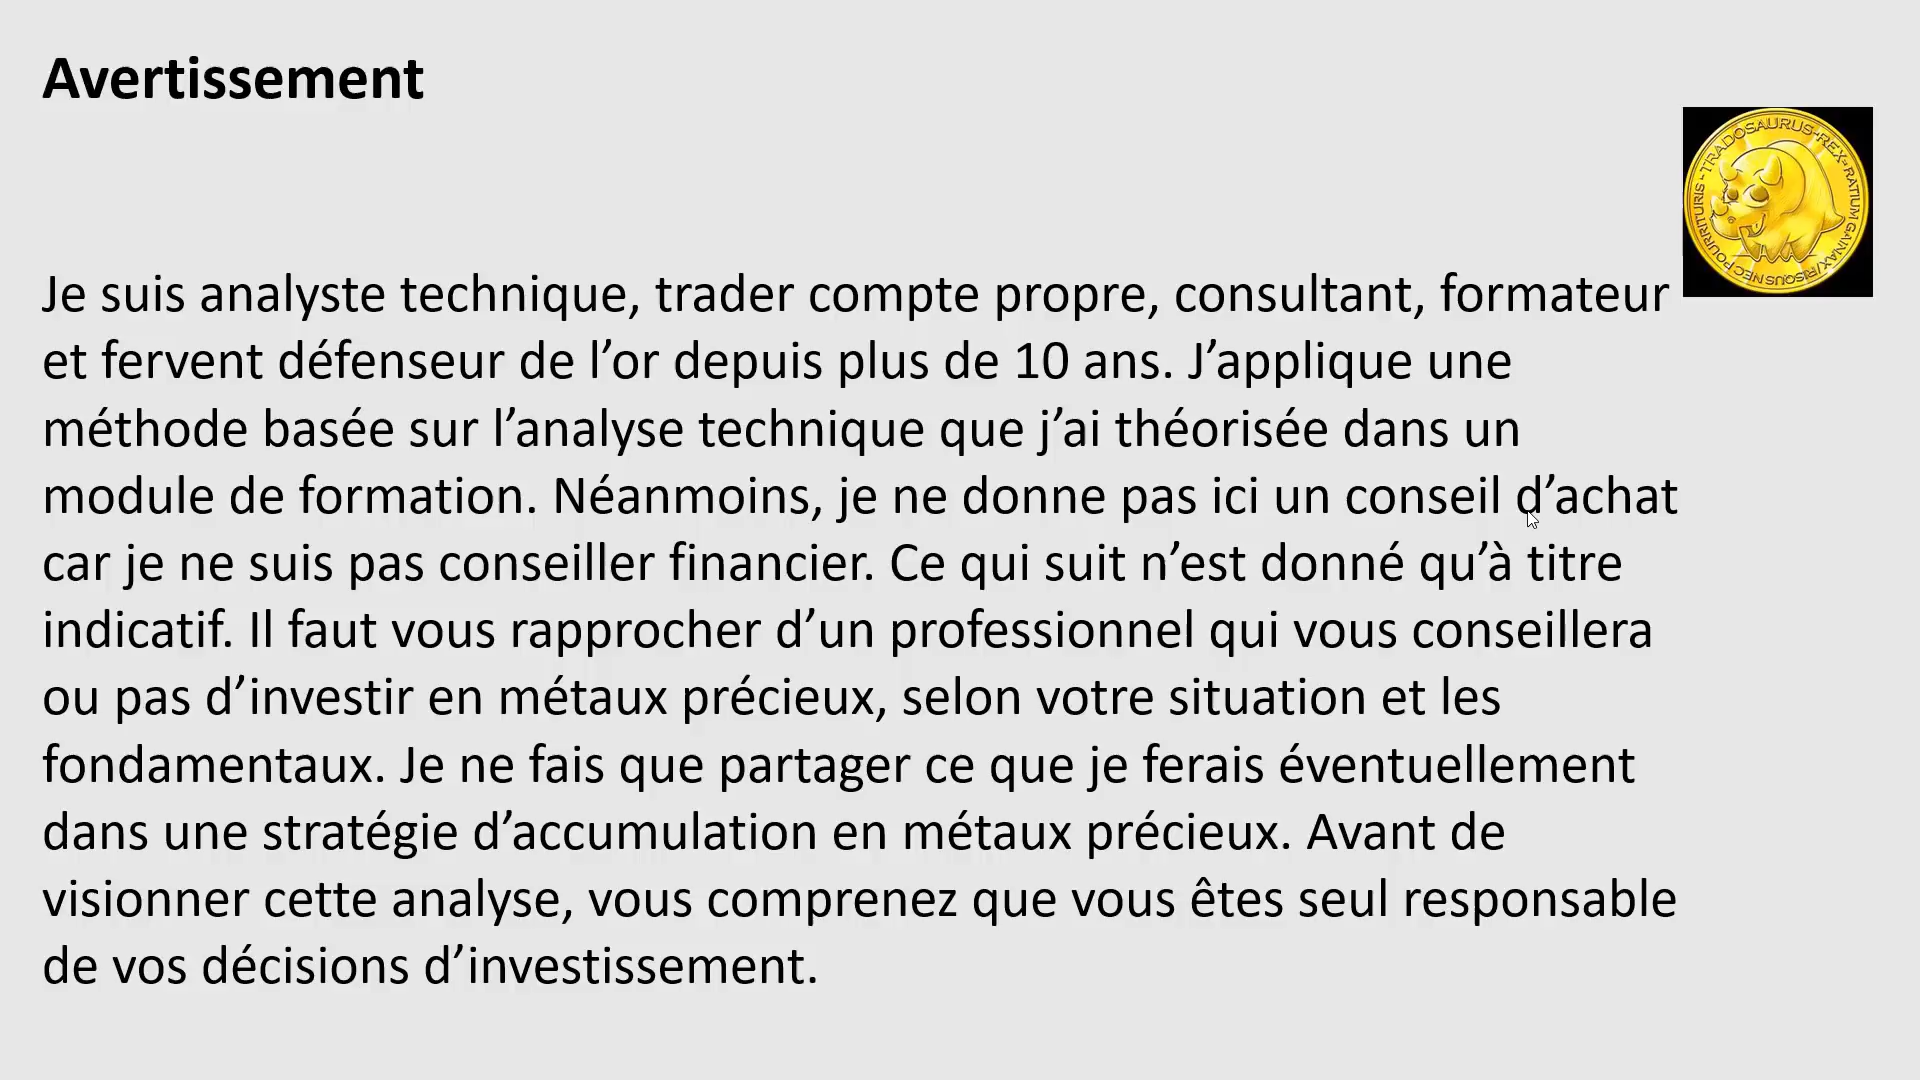 Avertissement
TRADOSAURUS-REX-RATIUM GAINAX/RISQUS NEC POURRITURIS -
Je suis analyste technique, trader compte propre, consultant, formateur
et fervent défenseur de l’or depuis plus de 10 ans. J’applique une
méthode basée sur l’analyse technique que j’ai théorisée dans un
module de formation. Néanmoins, je ne donne pas ici un conseil d’achat
car je ne suis pas conseiller financier. Ce qui suit n’est donné qu’à titre
indicatif. Il faut vous rapprocher d’un professionnel qui vous conseillera
ou pas d’investir en métaux précieux, selon votre situation et les
fondamentaux. Je ne fais que partager ce que je ferais éventuellement
dans une stratégie d’accumulation en métaux précieux. Avant de
visionner cette analyse, vous comprenez que vous êtes seul responsable
de vos décisions d’investissement.